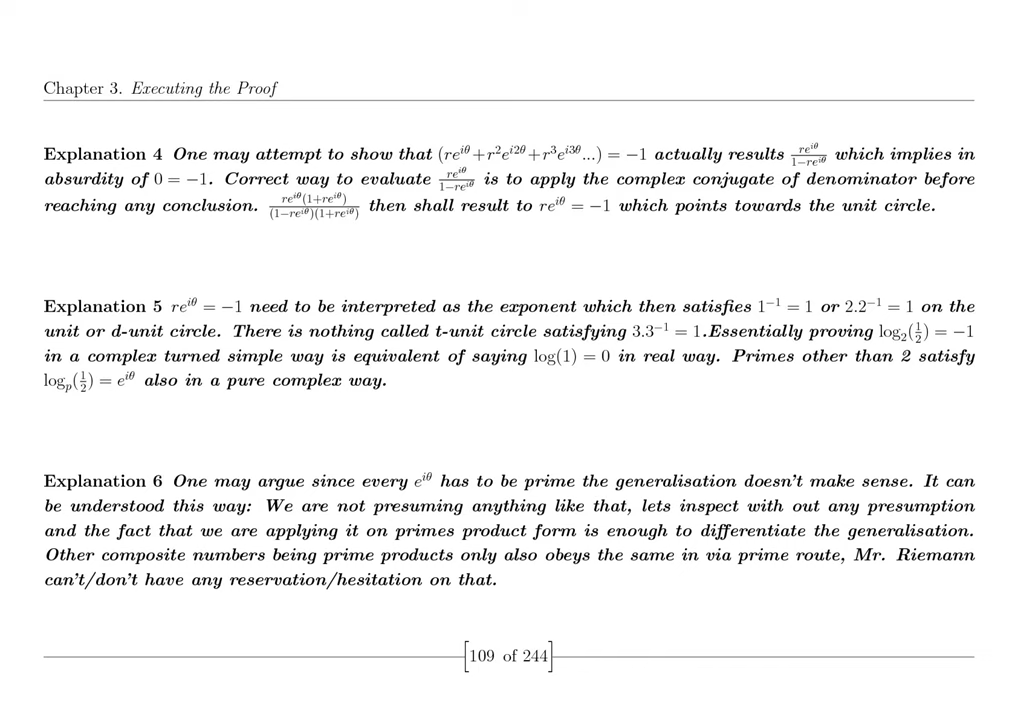 Chapter 3. Executing the Proof
Explanation 4 One may attempt to show that (re^{iθ}+r^2e^{i2θ}+r^3e^{i3θ}...) = −1 actually results \frac{re^{iθ}}{1−re^{iθ}} which implies in
absurdity of 0 = −1. Correct way to evaluate \frac{re^{iθ}}{1−re^{iθ}} is to apply the complex conjugate of denominator before
reaching any conclusion. \frac{re^{iθ}(1+re^{iθ})}{(1−re^{iθ})(1+re^{iθ})} then shall result to re^{iθ} = −1 which points towards the unit circle.
Explanation 5 re^{iθ} = −1 need to be interpreted as the exponent which then satisfies 1^{−1} = 1 or 2.2^{−1} = 1 on the
unit or d-unit circle. There is nothing called t-unit circle satisfying 3.3^{−1} = 1.Essentially proving log_2(\frac{1}{2}) = −1
in a complex turned simple way is equivalent of saying log(1) = 0 in real way. Primes other than 2 satisfy
log_p(\frac{1}{2}) = e^{iθ} also in a pure complex way.
Explanation 6 One may argue since every e^{iθ} has to be prime the generalisation doesn't make sense. It can
be understood this way: We are not presuming anything like that, lets inspect with out any presumption
and the fact that we are applying it on primes product form is enough to differentiate the generalisation.
Other composite numbers being prime products only also obeys the same in via prime route, Mr. Riemann
can't/don't have any reservation/hesitation on that.
[109 of 244]